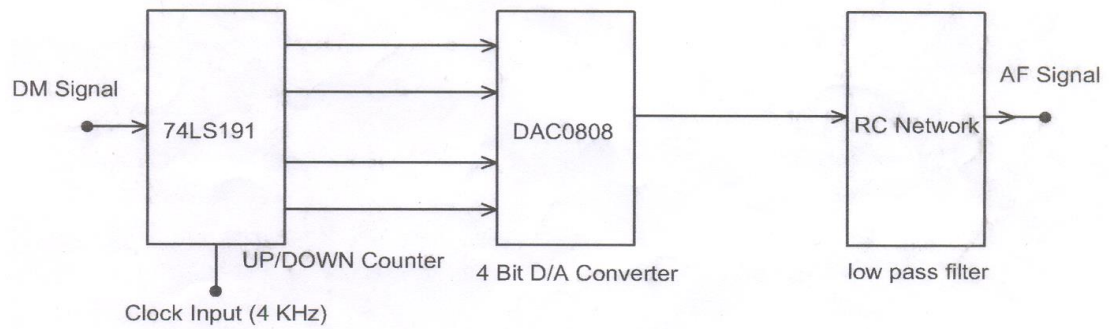 DM Signal
74LS191
UP/DOWN Counter
Clock Input (4 KHz)
DAC0808
4 Bit D/A Converter
RC Network
low pass filter
AF Signal